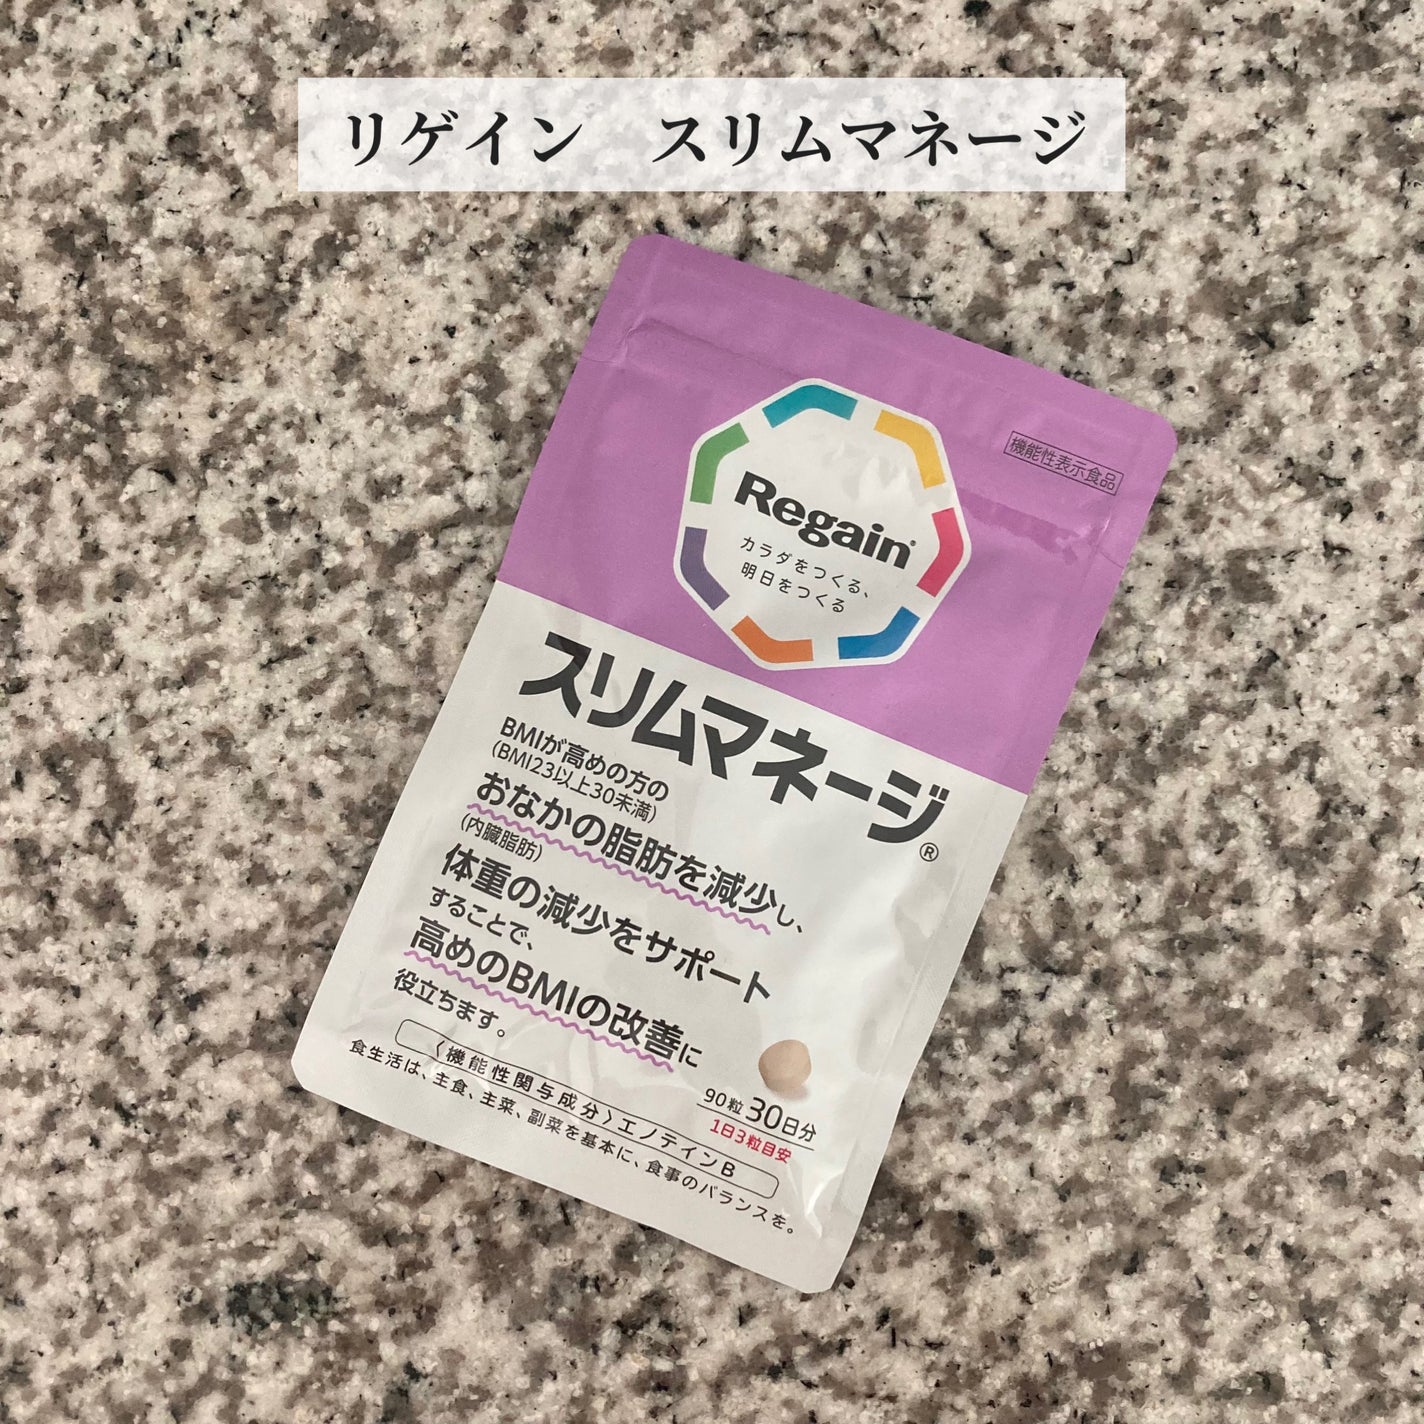 リゲイン　スリムマネージ
機能性表示食品
Regain®
カラダをつくる、
明日をつくる
スリムマネージ®
BMIが高めの方の
(BMI23以上30未満)
おなかの脂肪を減少し、
(内臓脂肪)
体重の減少をサポート
することで、
高めのBMIの改善に
役立ちます。
90粒 30日分
1日3粒目安
〈機能性関与成分〉エノテインB
食生活は、主食、主菜、副菜を基本に、食事のバランスを。